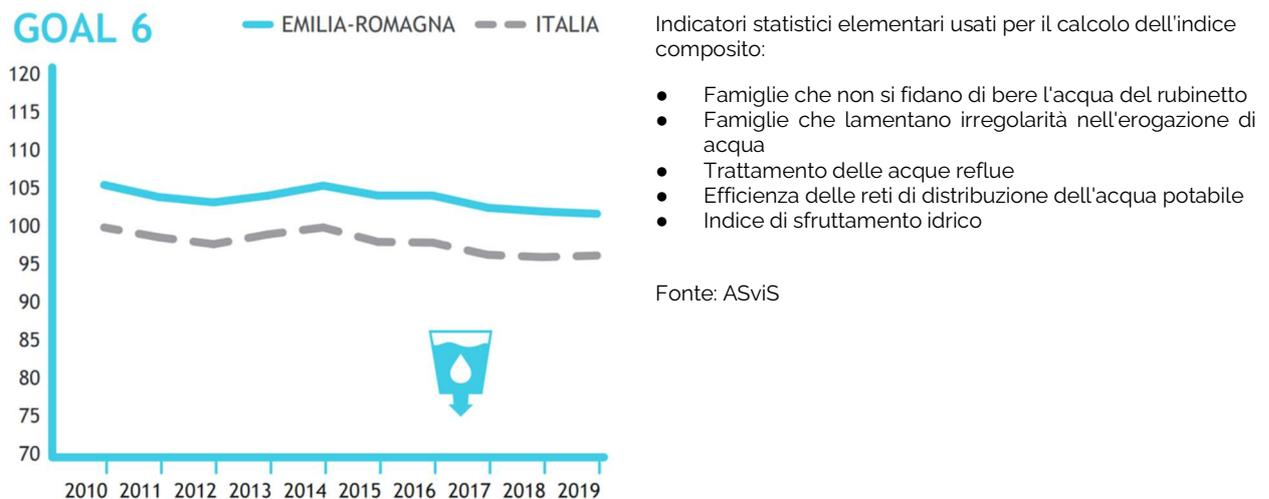 GOAL 6
EMILIA-ROMAGNA
ITALIA
120
115
110
105
100
95
90
85
80
75
70
2010 2011 2012 2013 2014 2015 2016 2017 2018 2019
Indicatori statistici elementari usati per il calcolo dell'indice
composito:
● Famiglie che non si fidano di bere l'acqua del rubinetto
● Famiglie che lamentano irregolarità nell'erogazione di
acqua
● Trattamento delle acque reflue
● Efficienza delle reti di distribuzione dell'acqua potabile
● Indice di sfruttamento idrico
Fonte: ASviS